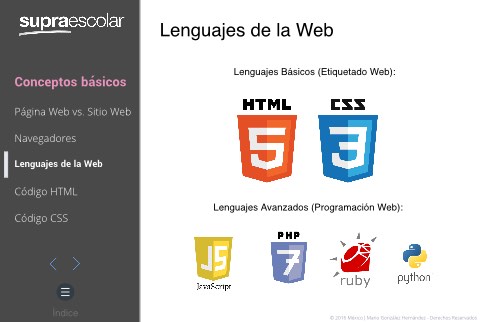 supraescolar
Conceptos básicos
Página Web vs. Sitio Web
Navegadores
Lenguajes de la Web
Código HTML
Código CSS
Índice
Lenguajes de la Web
Lenguajes Básicos (Etiquetado Web):
HTML
5
CSS
3
Lenguajes Avanzados (Programación Web):
JS
JavaScript
PHP
7
ruby
python
© 2016 México | Mario González Hernández - Derechos Reservados